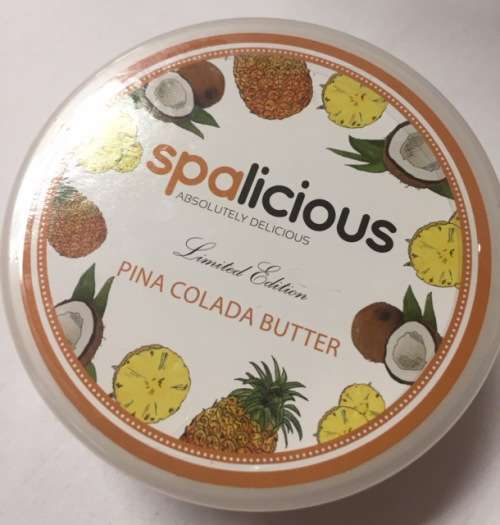 spalicious
ABSOLUTELY DELICIOUS
Limited Edition
PINA COLADA BUTTER